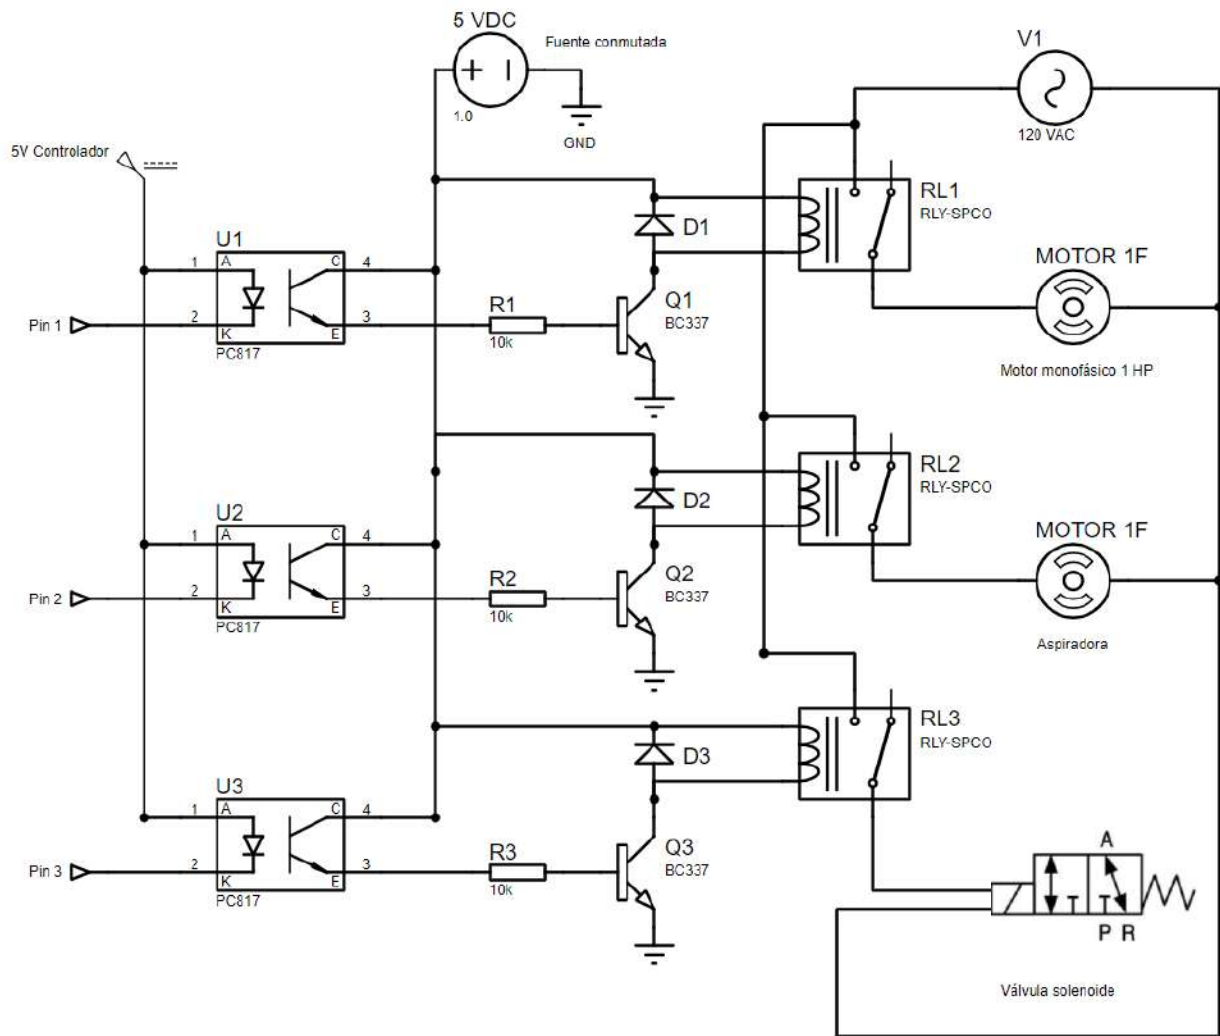 5 VDC
Fuente conmutada
1.0
GND
V1
120 VAC
5V Controlador
RL1
RLY-SPCO
D1
U1
1 A C 4
Pin 1
2 K E 3
PC817
R1
10k
Q1
BC337
MOTOR 1F
Motor monofásico 1 HP
RL2
RLY-SPCO
D2
U2
1 A C 4
Pin 2
2 K E 3
PC817
R2
10k
Q2
BC337
MOTOR 1F
Aspiradora
RL3
RLY-SPCO
D3
U3
1 A C 4
Pin 3
2 K E 3
PC817
R3
10k
Q3
BC337
A
T T
P R
Válvula solenoide